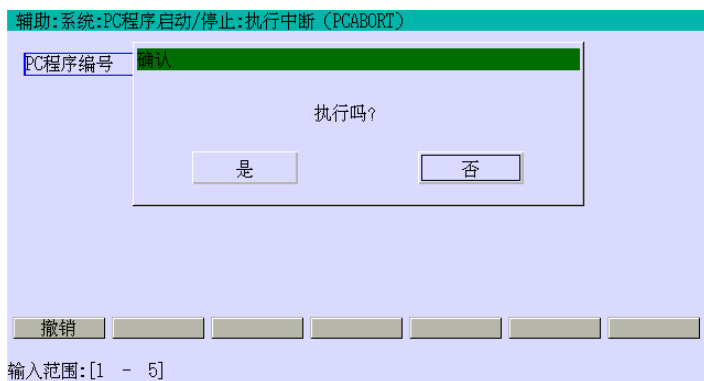 辅助:系统:PC程序启动/停止:执行中断（PCABORT）
PC程序编号
确认
执行吗?
是
否
撤销
输入范围:[1 - 5]